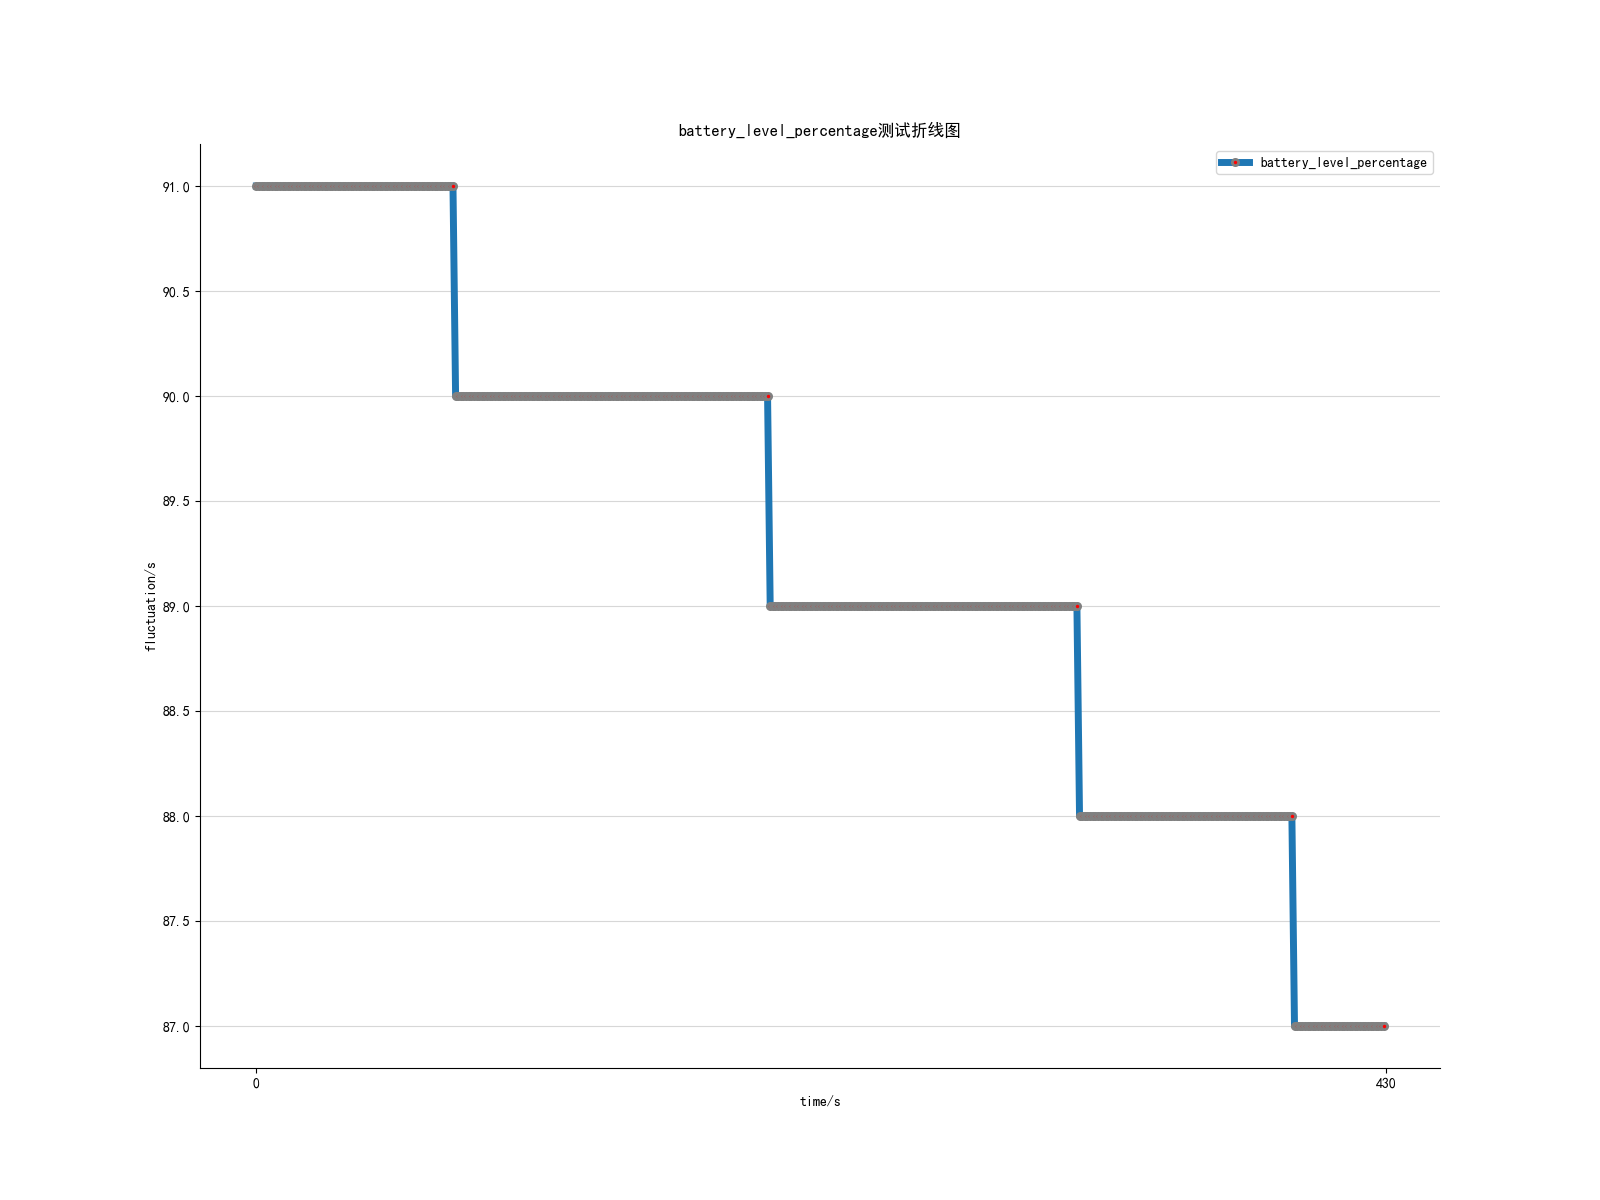 battery_level_percentage测试折线图
battery_level_percentage
91.0
90.5
90.0
89.5
89.0
88.5
88.0
87.5
87.0
fluctuation/s
0
430
time/s